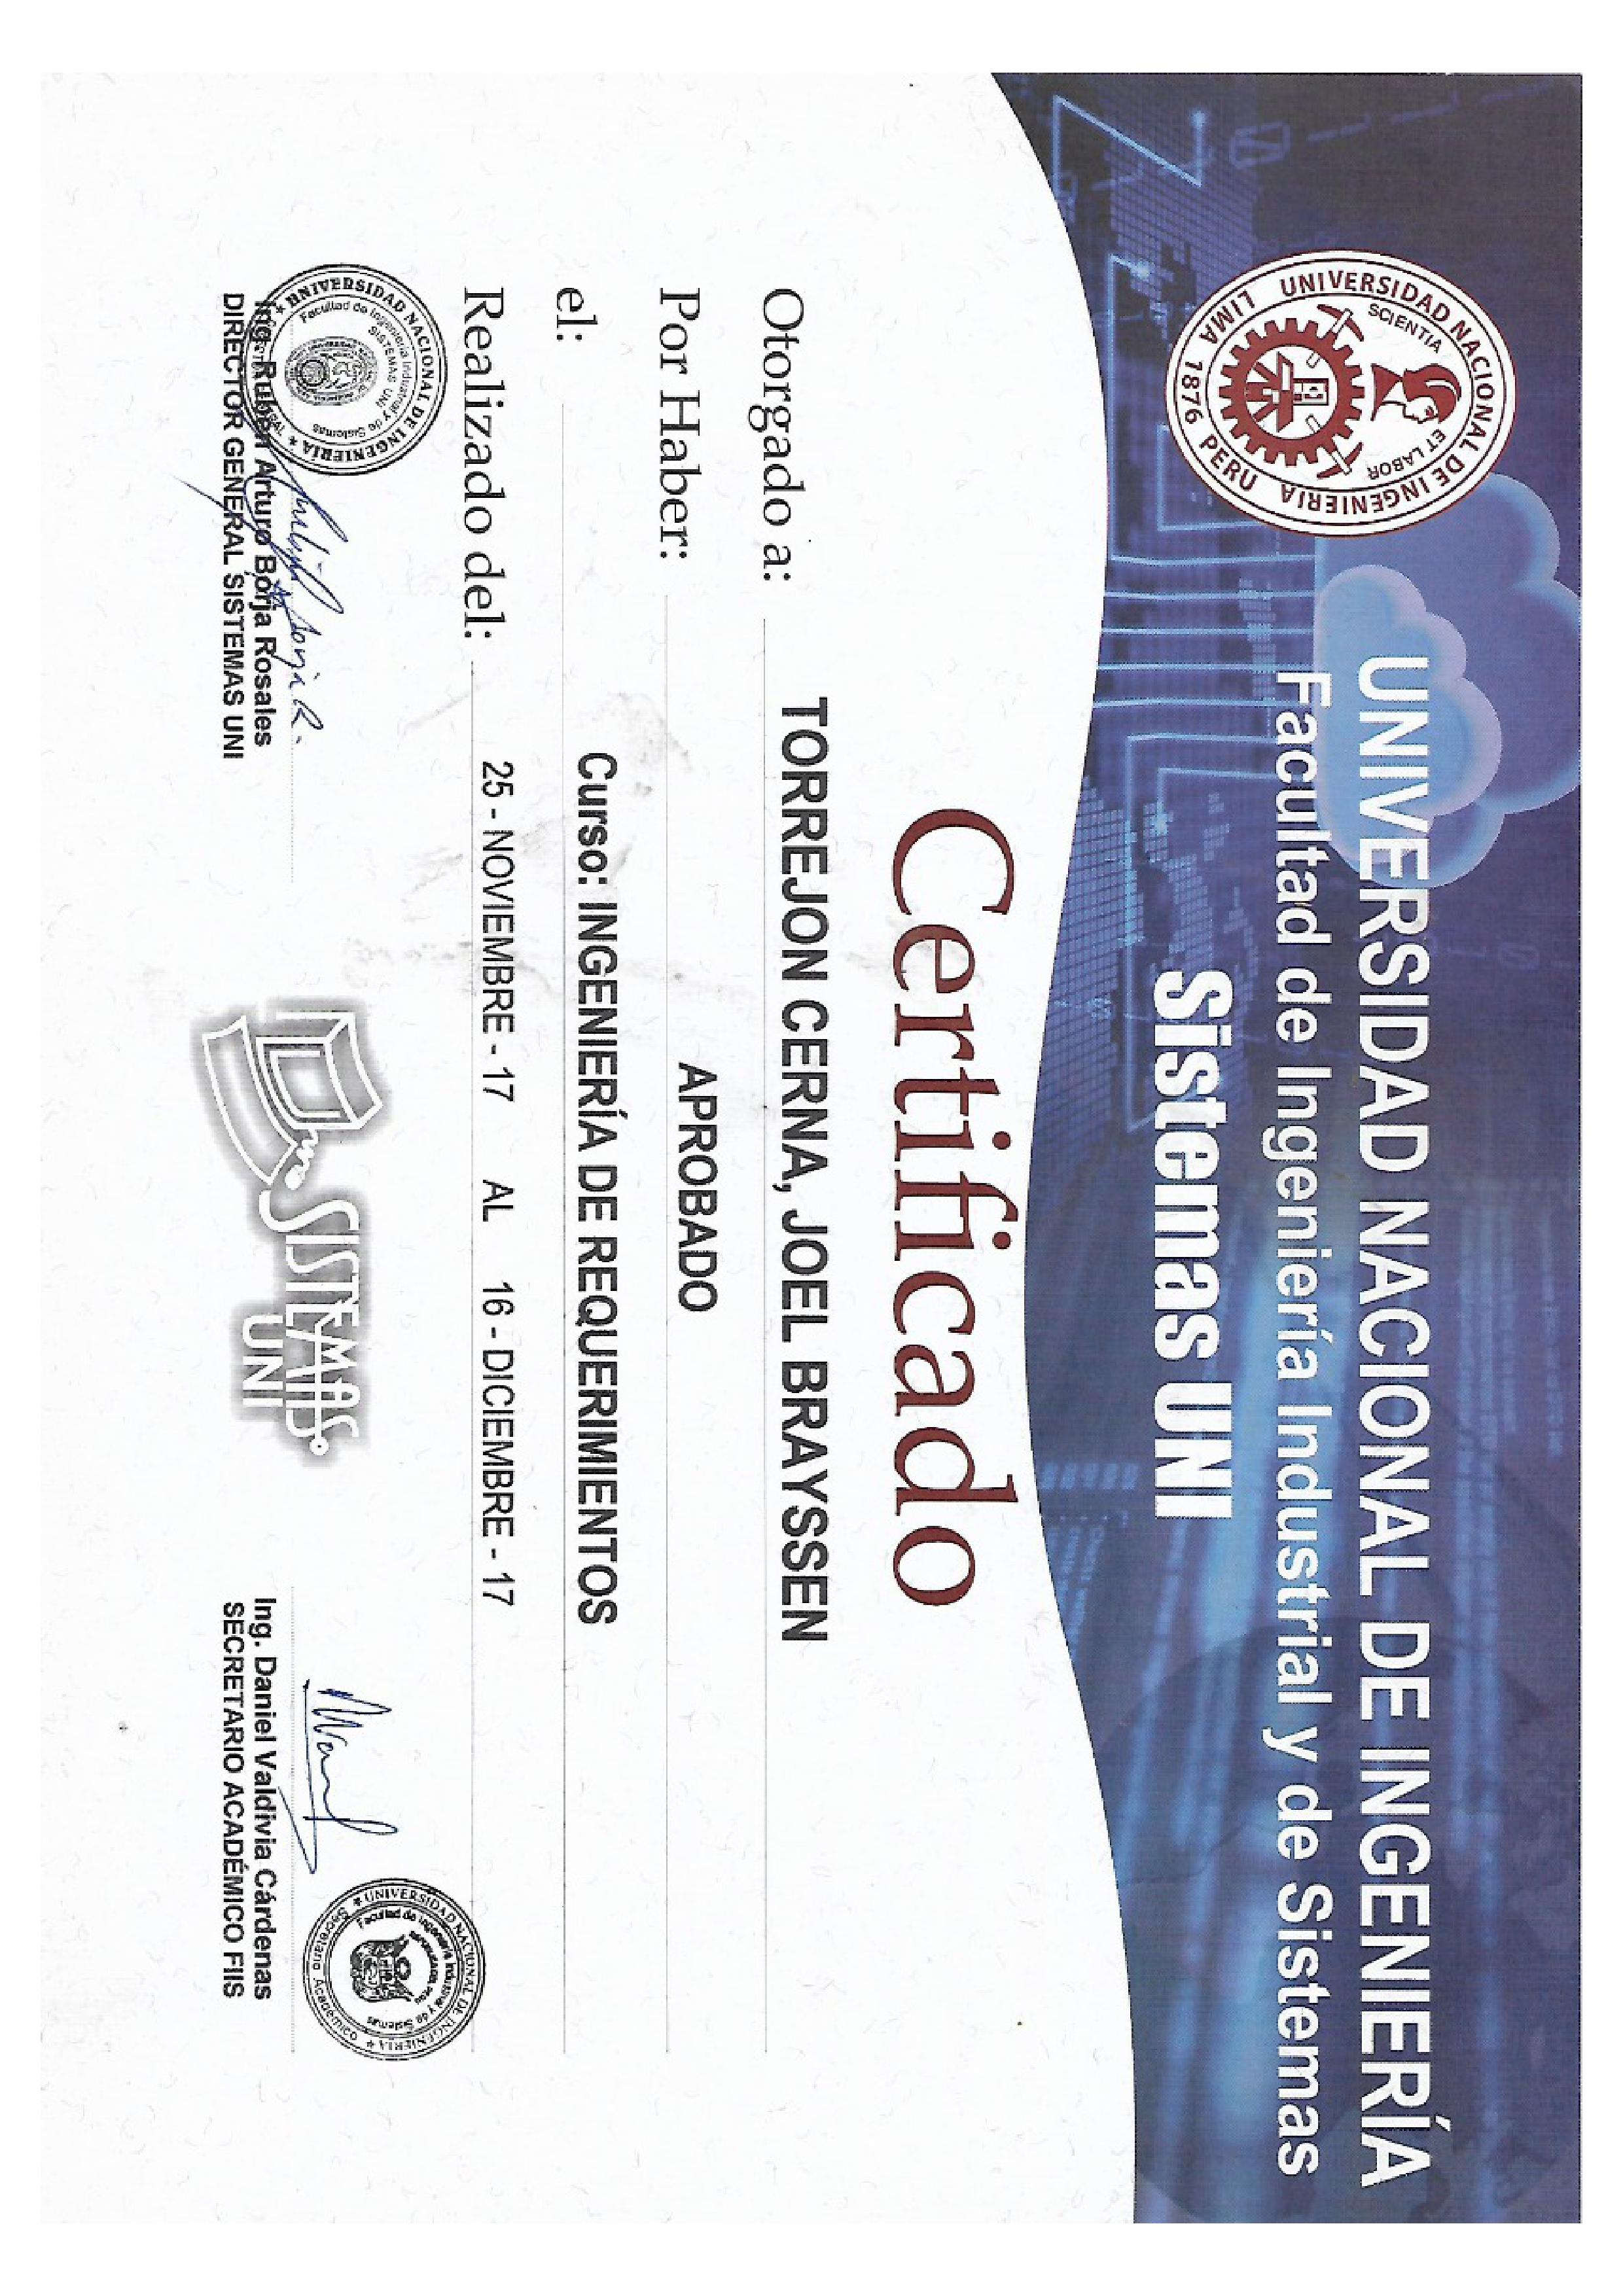 UNIVERSIDAD NACIONAL DE INGENIERÍA
Facultad de Ingeniería Industrial y de Sistemas
Sistemas UNI
UNIVERSIDAD NACIONAL DE INGENIERIA
SCIENTIA ET LABOR
LIMA 1876 PERU
Certificado
Otorgado a: TORREJON CERNA, JOEL BRAYSSEN
Por Haber: APROBADO
el: Curso: INGENIERÍA DE REQUERIMIENTOS
Realizado del: 25 - NOVIEMBRE - 17 AL 16 - DICIEMBRE - 17
UNIVERSIDAD NACIONAL DE INGENIERÍA
Facultad de Ingeniería Industrial y de Sistemas
SISTEMAS UNI
Ing. Rubén Arturo Borja Rosales
DIRECTOR GENERAL SISTEMAS UNI
SISTEMAS
UNI
UNIVERSIDAD NACIONAL DE INGENIERIA
Facultad de Ingeniería Industrial y de Sistemas
Secretario Académico
Ing. Daniel Valdivia Cárdenas
SECRETARIO ACADÉMICO FIIS